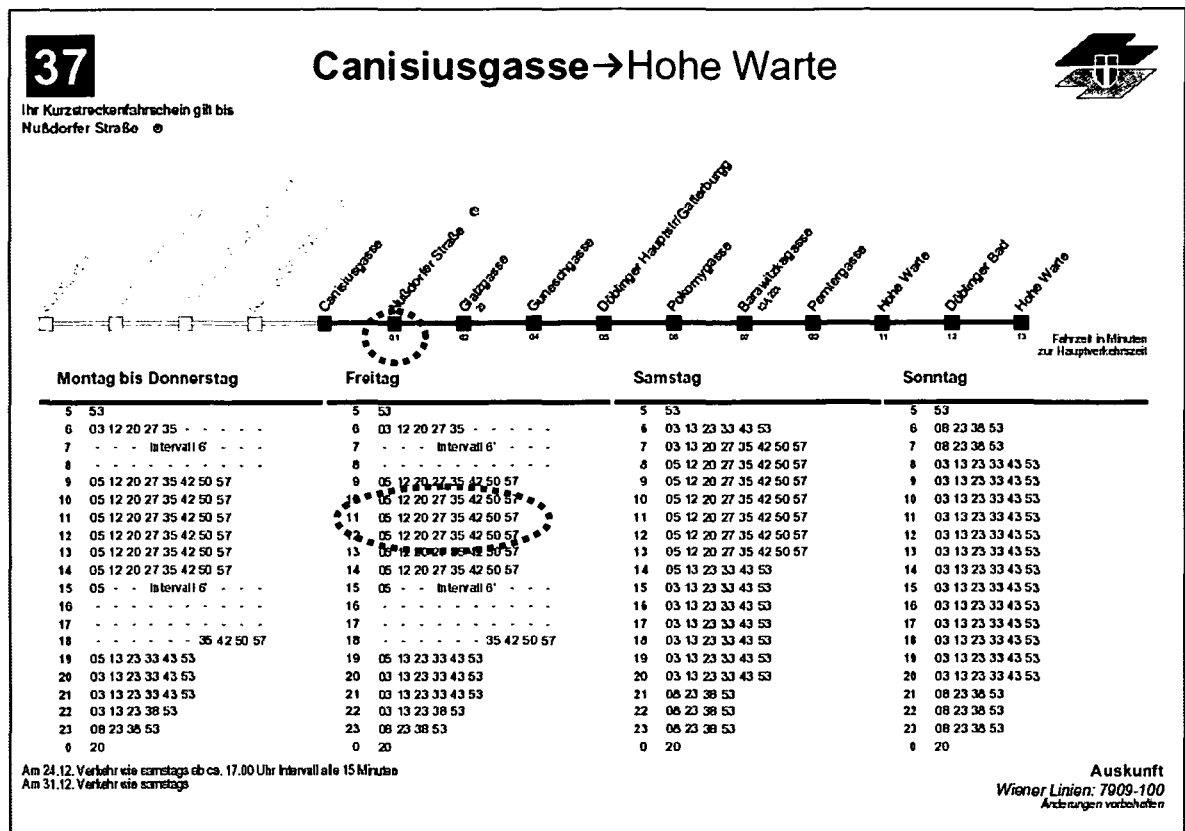 37
Canisiusgasse→Hohe Warte
Ihr Kurzstreckenfahrschein gilt bis
Nußdorfer Straße
Canisiusgasse
Nußdorfer Straße
Glatzgasse
20
Guneschgasse
Döblinger Hauptstr/Gatterburgg
Pokornygasse
Barawitzkagasse
Perntergasse
Hohe Warte
Döblinger Bad
Hohe Warte
01 02 04 05 06 07 08 11 12 13
Fahrzeit in Minuten
zur Hauptverkehrszeit
Montag bis Donnerstag
5 53
6 03 12 20 27 35 - - - - -
7 - - - Intervall 6' - - - -
8 - - - - - - - - - -
9 05 12 20 27 35 42 50 57
10 05 12 20 27 35 42 50 57
11 05 12 20 27 35 42 50 57
12 05 12 20 27 35 42 50 57
13 05 12 20 27 35 42 50 57
14 05 12 20 27 35 42 50 57
15 05 - - Intervall 6' - - - -
16 - - - - - - - - - -
17 - - - - - - - - - -
18 - - - - - - 35 42 50 57
19 05 13 23 33 43 53
20 03 13 23 33 43 53
21 03 13 23 33 43 53
22 03 13 23 38 53
23 08 23 38 53
0 20
Freitag
5 53
6 03 12 20 27 35 - - - - -
7 - - - Intervall 6' - - - -
8 - - - - - - - - - -
9 05 12 20 27 35 42 50 57
10 05 12 20 27 35 42 50 57
11 05 12 20 27 35 42 50 57
12 05 12 20 27 35 42 50 57
13 05 12 20 27 35 42 50 57
14 05 12 20 27 35 42 50 57
15 05 - - Intervall 6' - - - -
16 - - - - - - - - - -
17 - - - - - - - - - -
18 - - - - - - 35 42 50 57
19 05 13 23 33 43 53
20 03 13 23 33 43 53
21 03 13 23 33 43 53
22 03 13 23 38 53
23 08 23 38 53
0 20
Samstag
5 53
6 03 13 23 33 43 53
7 03 13 20 27 35 42 50 57
8 05 12 20 27 35 42 50 57
9 05 12 20 27 35 42 50 57
10 05 12 20 27 35 42 50 57
11 05 12 20 27 35 42 50 57
12 05 12 20 27 35 42 50 57
13 05 12 20 27 35 42 50 57
14 05 13 23 33 43 53
15 03 13 23 33 43 53
16 03 13 23 33 43 53
17 03 13 23 33 43 53
18 03 13 23 33 43 53
19 03 13 23 33 43 53
20 03 13 23 33 43 53
21 08 23 38 53
22 08 23 38 53
23 08 23 38 53
0 20
Sonntag
5 53
6 08 23 38 53
7 08 23 38 53
8 03 13 23 33 43 53
9 03 13 23 33 43 53
10 03 13 23 33 43 53
11 03 13 23 33 43 53
12 03 13 23 33 43 53
13 03 13 23 33 43 53
14 03 13 23 33 43 53
15 03 13 23 33 43 53
16 03 13 23 33 43 53
17 03 13 23 33 43 53
18 03 13 23 33 43 53
19 03 13 23 33 43 53
20 03 13 23 33 43 53
21 08 23 38 53
22 08 23 38 53
23 08 23 38 53
0 20
Am 24.12. Verkehr wie samstags ab ca. 17.00 Uhr Intervall alle 15 Minuten
Am 31.12. Verkehr wie samstags
Auskunft
Wiener Linien: 7909-100
Änderungen vorbehalten